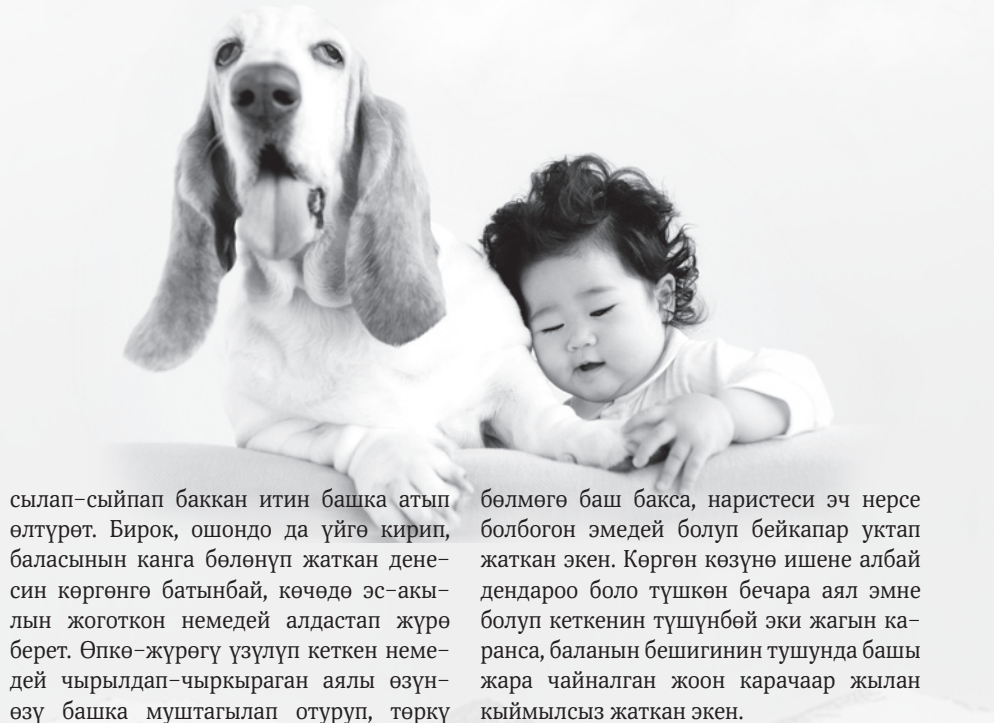 сылап-сыйпап баккан итин башка атып
өлтүрөт. Бирок, ошондо да үйгө кирип,
баласынын канга бөлөнүп жаткан дене-
син көргөнгө батынбай, көчөдө эс-акы-
лын жоготкон немедей алдастап жүрө
берет. Өпкө-жүрөгү үзүлүп кеткен неме-
дей чырылдап-чыркыраган аялы өзүн-
өзү башка муштагылап отуруп, төркү
бөлмөгө баш бакса, наристеси эч нерсе
болбогон эмедей болуп бейкапар уктап
жаткан экен. Көргөн көзүнө ишене албай
дендароо боло түшкөн бечара аял эмне
болуп кеткенин түшүнбөй эки жагын ка-
ранса, баланын бешигинин тушунда башы
жара чайналган жоон карачаар жылан
кыймылсыз жаткан экен.